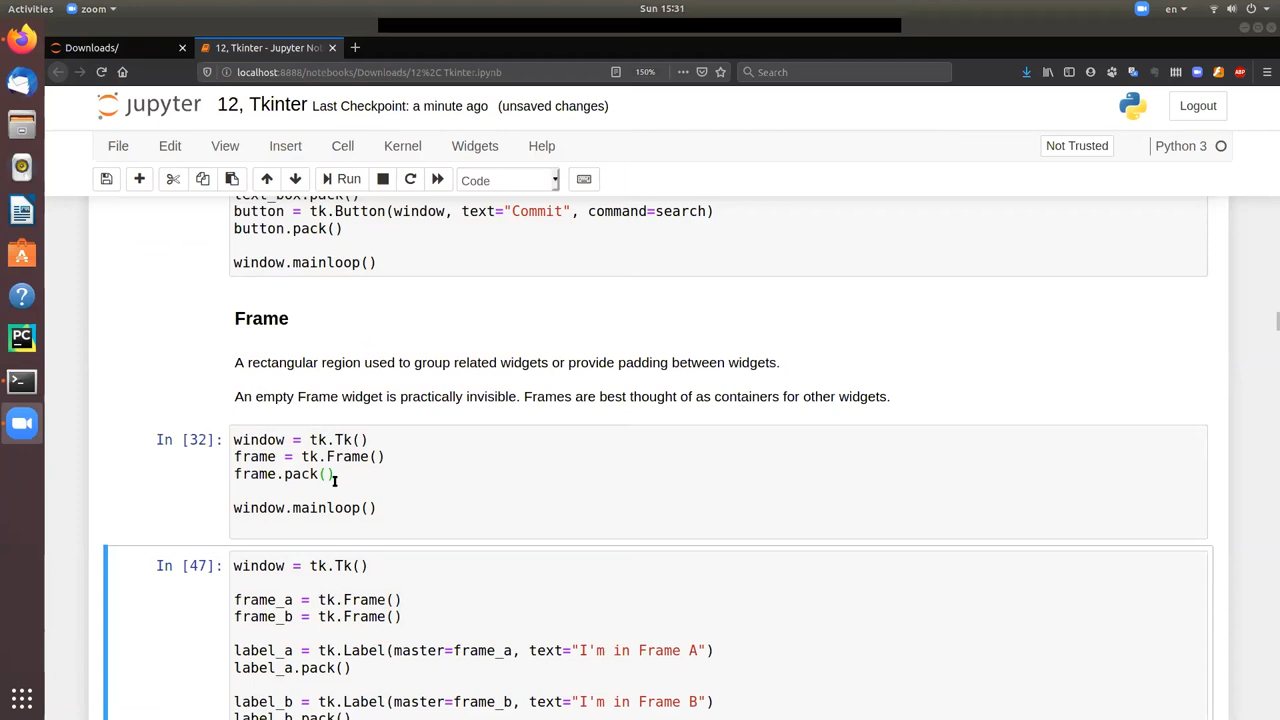 Activities zoom Sun 15:31 en
Downloads/ 12, Tkinter - Jupyter No
localhost:8888/notebooks/Downloads/12%2C Tkinter.ipynb 150% Search ABP
jupyter 12, Tkinter Last Checkpoint: a minute ago (unsaved changes) Logout
File Edit View Insert Cell Kernel Widgets Help Not Trusted Python 3
Run Code
text_box.pack()
button = tk.Button(window, text="Commit", command=search)
button.pack()
window.mainloop()
Frame
A rectangular region used to group related widgets or provide padding between widgets.
An empty Frame widget is practically invisible. Frames are best thought of as containers for other widgets.
In [32]: window = tk.Tk()
frame = tk.Frame()
frame.pack()
window.mainloop()
In [47]: window = tk.Tk()
frame_a = tk.Frame()
frame_b = tk.Frame()
label_a = tk.Label(master=frame_a, text="I'm in Frame A")
label_a.pack()
label_b = tk.Label(master=frame_b, text="I'm in Frame B")
label_b.pack()